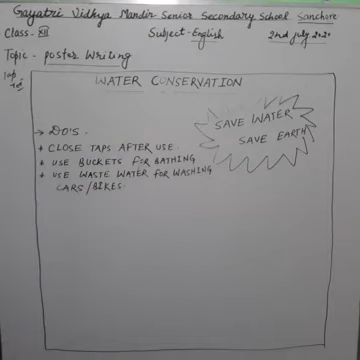 Gayatri Vidhya Mandir Senior Secondary School Sanchore
Class- XII Subject- English 2nd july 2020
Topic - poster Writing
WATER CONSERVATION
SAVE WATER
SAVE EARTH
→ DO'S -
+ CLOSE TAPS AFTER USE
+ USE BUCKETS FOR BATHING
+ USE WASTE WATER FOR WASHING
CARS/BIKES.